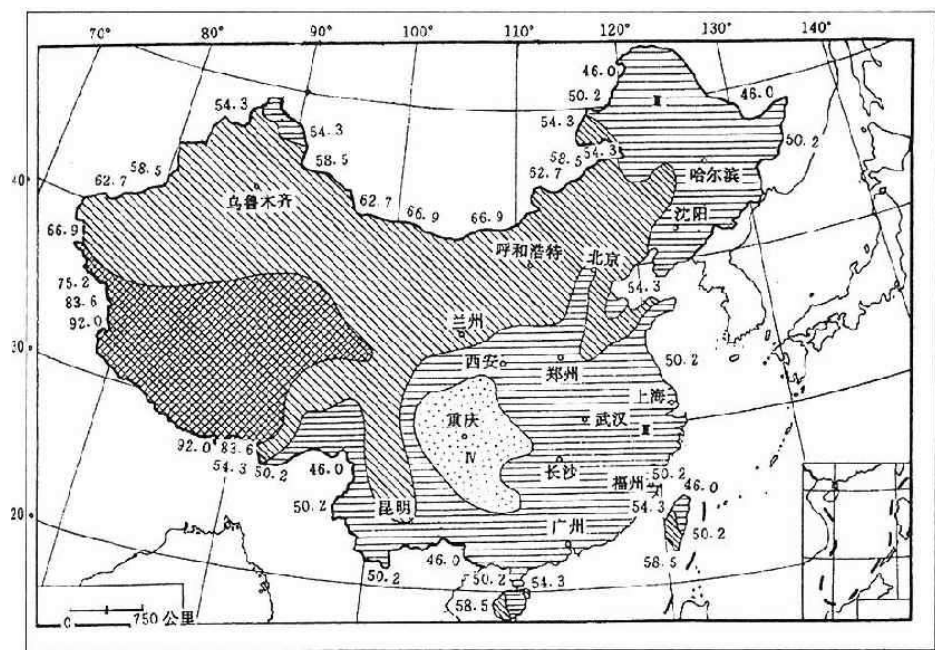 70° 80° 90° 100° 110° 120° 130° 140°
46.0 46.0
50.2 Ⅱ
54.3 54.3
54.3 50.2
58.5 58.5 54.3 哈尔滨
40° 62.7 58.5 62.7
乌鲁木齐 沈阳
66.9 62.7 66.9 66.9
呼和浩特 北京
75.2 54.3
83.6
92.0 兰州
30° 西安 郑州 50.2
上海
重庆 武汉 Ⅱ
92.0 83.6 Ⅳ
54.3 50.2 46.0 长沙 50.2
福州 46.0
50.2 昆明 54.3
20° 广州 50.2
50.2 46.0 50.2 54.3 58.5
58.5
0 750公里